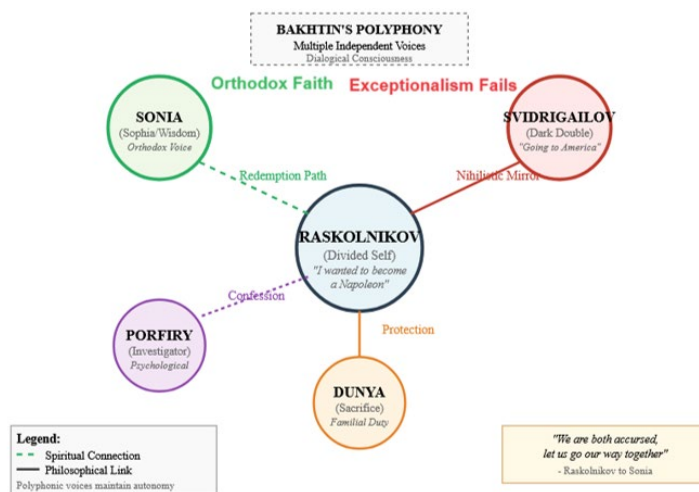 BAKHTIN'S POLYPHONY
Multiple Independent Voices
Dialogical Consciousness
Orthodox Faith
Exceptionalism Fails
SONIA
(Sophia/Wisdom)
Orthodox Voice
SVIDRIGAILOV
(Dark Double)
"Going to America"
Redemption Path
Nihilistic Mirror
RASKOLNIKOV
(Divided Self)
"I wanted to become
a Napoleon"
Confession
PORFIRY
(Investigator)
Psychological
Protection
DUNYA
(Sacrifice)
Familial Duty
Legend:
Spiritual Connection
Philosophical Link
Polyphonic voices maintain autonomy
"We are both accursed,
let us go our way together"
- Raskolnikov to Sonia